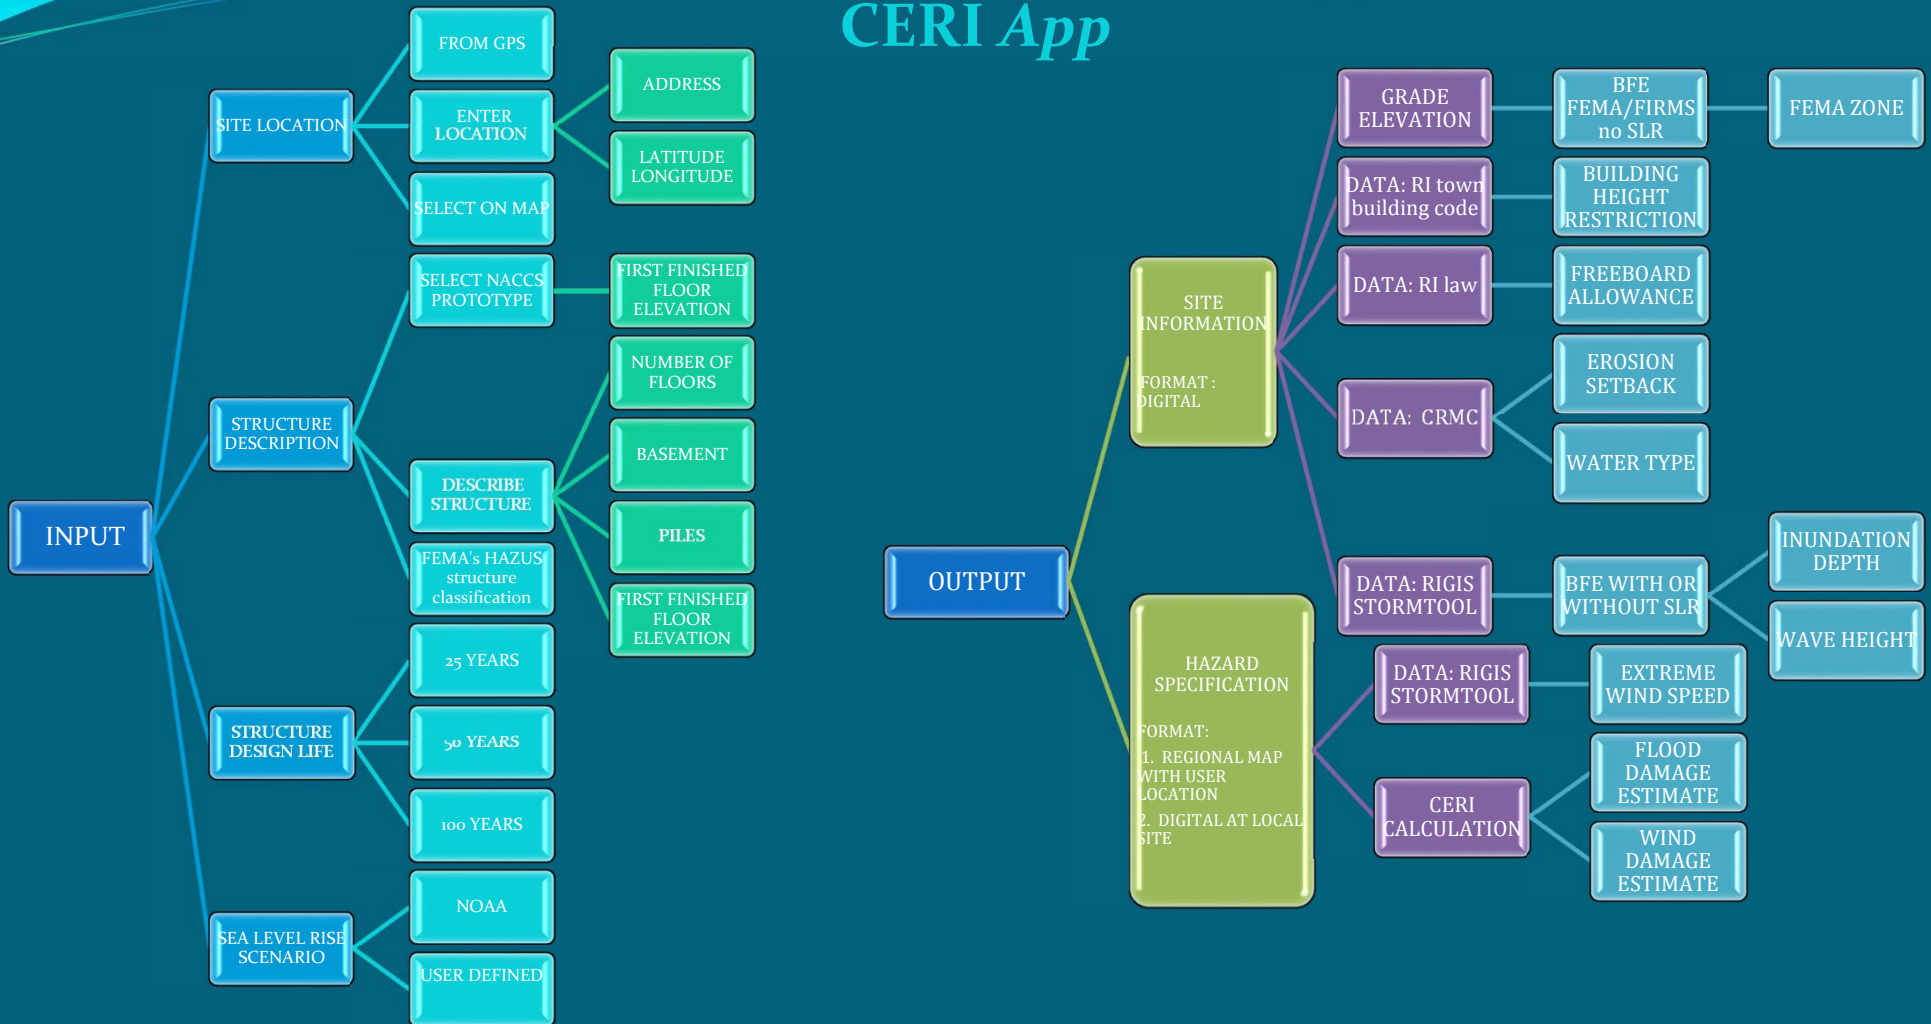 CERI App
INPUT
SITE LOCATION
FROM GPS
ENTER
LOCATION
ADDRESS
LATITUDE
LONGITUDE
SELECT ON MAP
STRUCTURE
DESCRIPTION
SELECT NACCS
PROTOTYPE
FIRST FINISHED
FLOOR
ELEVATION
DESCRIBE
STRUCTURE
NUMBER OF
FLOORS
BASEMENT
PILES
FIRST FINISHED
FLOOR
ELEVATION
FEMA's HAZUS
structure
classification
STRUCTURE
DESIGN LIFE
25 YEARS
50 YEARS
100 YEARS
SEA LEVEL RISE
SCENARIO
NOAA
USER DEFINED
OUTPUT
SITE
INFORMATION
FORMAT :
DIGITAL
GRADE
ELEVATION
BFE
FEMA/FIRMS
no SLR
FEMA ZONE
DATA: RI town
building code
BUILDING
HEIGHT
RESTRICTION
DATA: RI law
FREEBOARD
ALLOWANCE
DATA: CRMC
EROSION
SETBACK
WATER TYPE
DATA: RIGIS
STORMTOOL
BFE WITH OR
WITHOUT SLR
INUNDATION
DEPTH
WAVE HEIGHT
HAZARD
SPECIFICATION
FORMAT:
1. REGIONAL MAP
WITH USER
LOCATION
2. DIGITAL AT LOCAL
SITE
DATA: RIGIS
STORMTOOL
EXTREME
WIND SPEED
CERI
CALCULATION
FLOOD
DAMAGE
ESTIMATE
WIND
DAMAGE
ESTIMATE